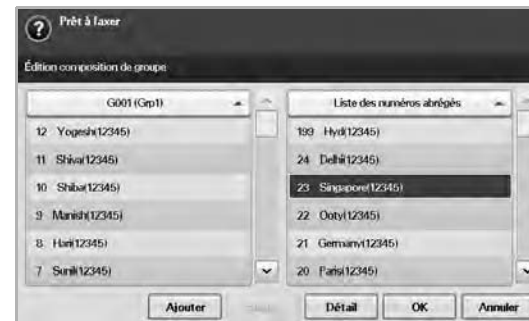 Prêt à faxer
Édition composition de groupe
G001 (Grp1)
12 Yogesh(12345)
11 Shiva(12345)
10 Shiba(12345)
9 Manish(12345)
8 Hari(12345)
7 Sunil(12345)
Liste des numéros abrégés
199 Hyd(12345)
24 Delhi(12345)
23 Singapore(12345)
22 Ooty(12345)
21 Germany(12345)
20 Paris(12345)
Ajouter
Détail
OK
Annuler